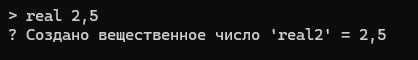 > real 2,5
? Создано вещественное число 'real2' = 2,5